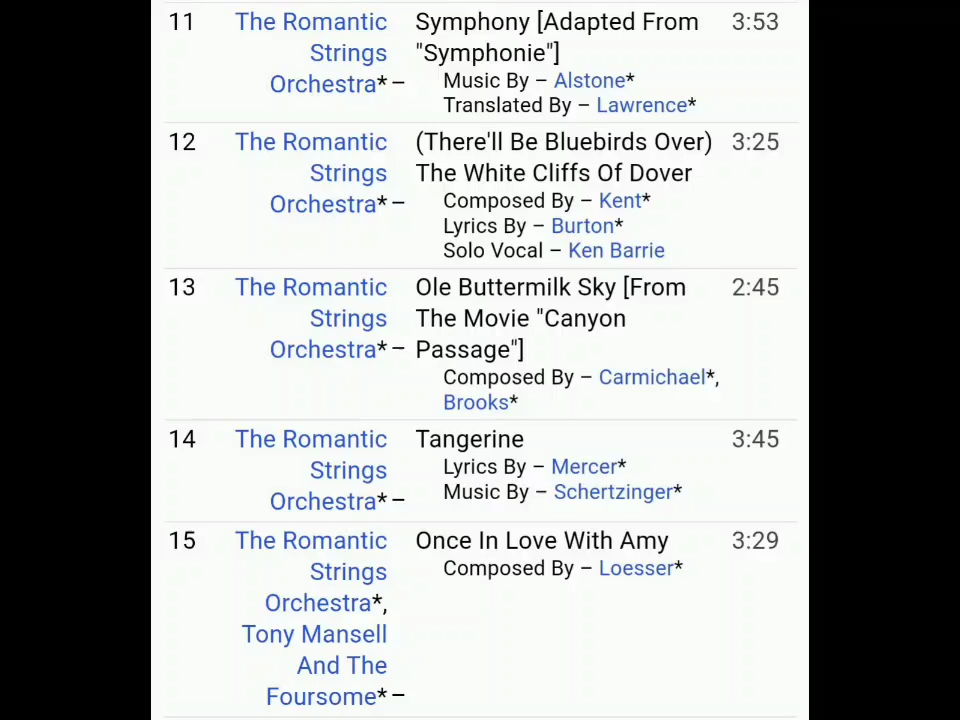 11 The Romantic Symphony [Adapted From 3:53
Strings "Symphonie"]
Orchestra* – Music By – Alstone*
Translated By – Lawrence*
12 The Romantic (There'll Be Bluebirds Over) 3:25
Strings The White Cliffs Of Dover
Orchestra* – Composed By – Kent*
Lyrics By – Burton*
Solo Vocal – Ken Barrie
13 The Romantic Ole Buttermilk Sky [From 2:45
Strings The Movie "Canyon
Orchestra* – Passage"]
Composed By – Carmichael*,
Brooks*
14 The Romantic Tangerine 3:45
Strings Lyrics By – Mercer*
Orchestra* – Music By – Schertzinger*
15 The Romantic Once In Love With Amy 3:29
Strings Composed By – Loesser*
Orchestra*,
Tony Mansell
And The
Foursome* –